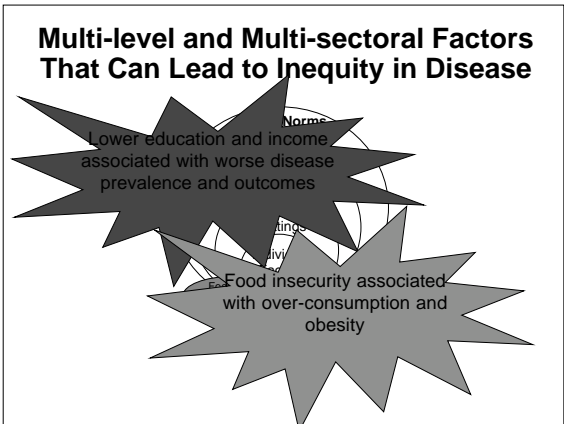 Multi-level and Multi-sectoral Factors
That Can Lead to Inequity in Disease
Norms
Lower education and income
associated with worse disease
prevalence and outcomes
Food insecurity associated
with over-consumption and
obesity